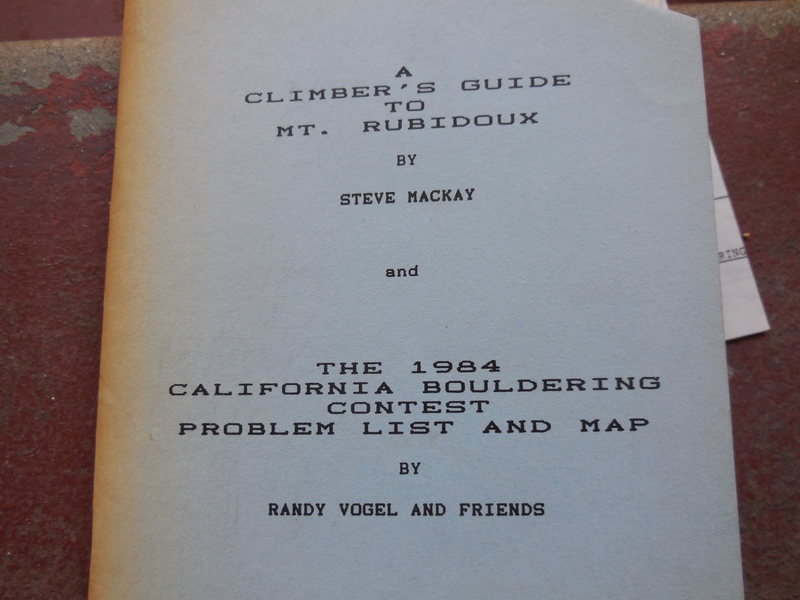 A
CLIMBER'S GUIDE
TO
MT. RUBIDOUX
BY
STEVE MACKAY
and
THE 1984
CALIFORNIA BOULDERING
CONTEST
PROBLEM LIST AND MAP
BY
RANDY VOGEL AND FRIENDS
RING